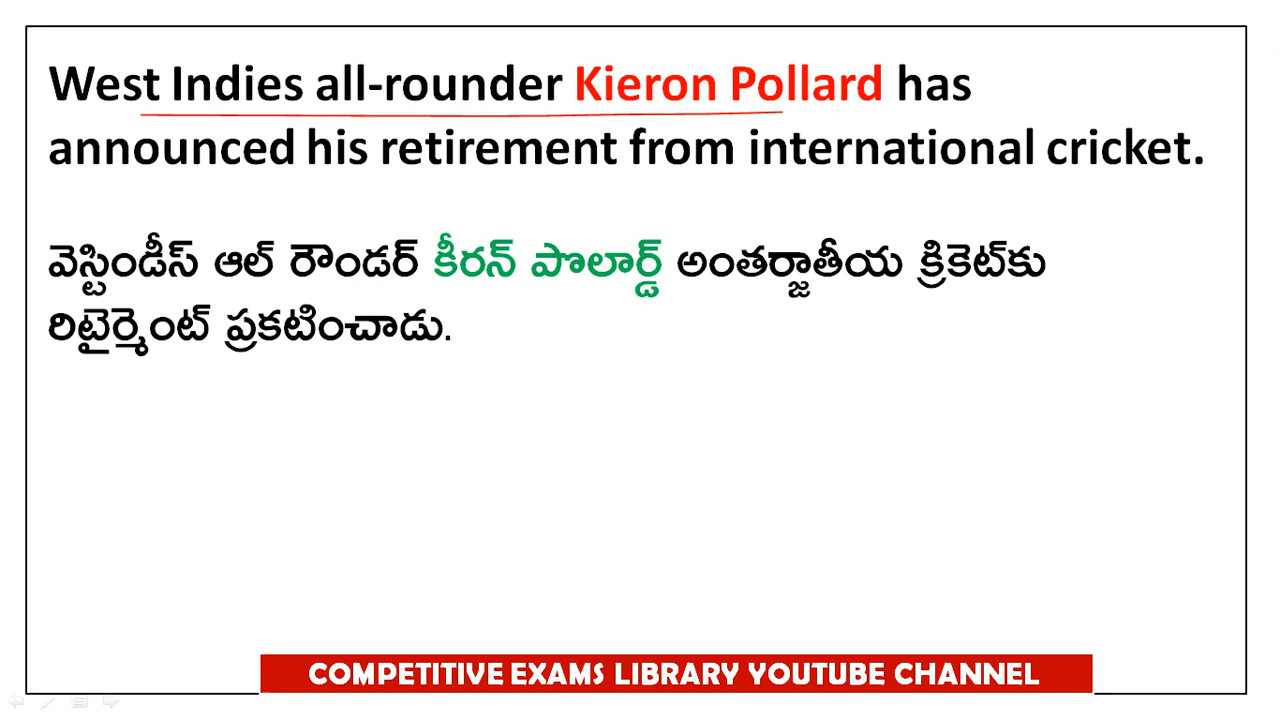 West Indies all-rounder Kieron Pollard has
announced his retirement from international cricket.
వెస్టిండీస్ ఆల్ రౌండర్ కీరన్ పొలార్డ్ అంతర్జాతీయ క్రికెట్‌కు
రిటైర్మెంట్ ప్రకటించాడు.
COMPETITIVE EXAMS LIBRARY YOUTUBE CHANNEL